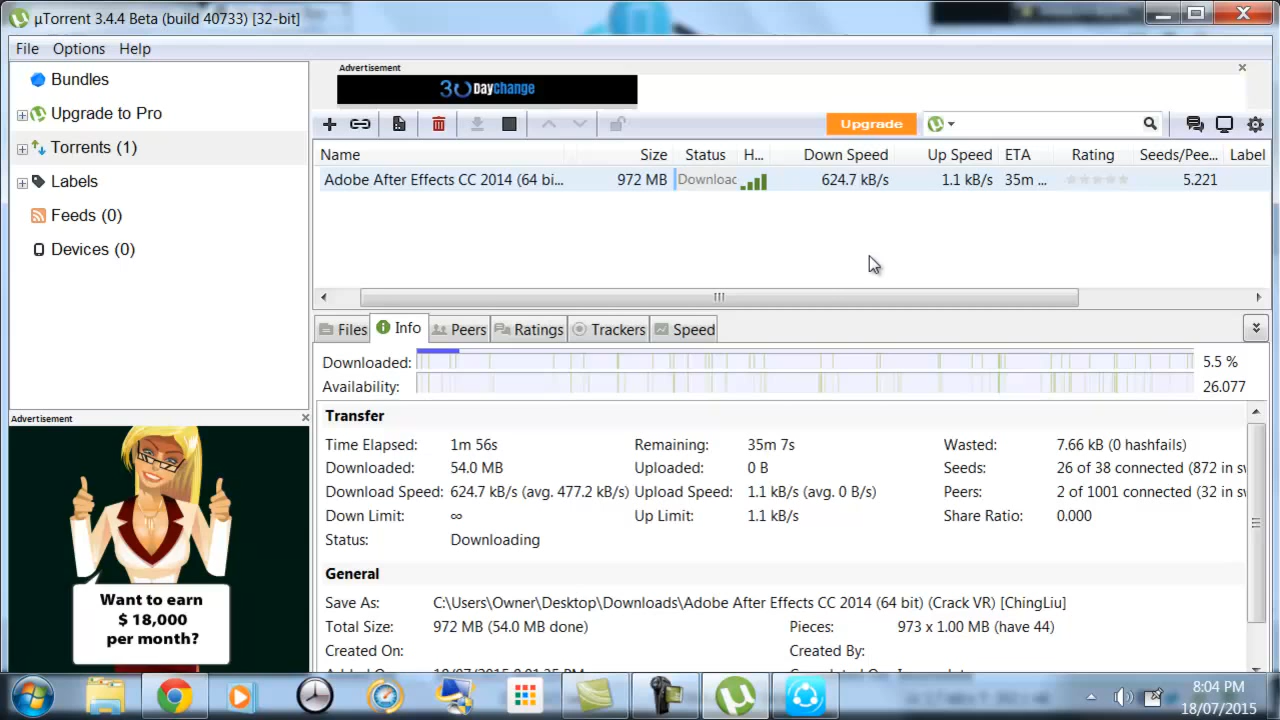 µTorrent 3.4.4 Beta (build 40733) [32-bit]
File Options Help
Bundles
Upgrade to Pro
Torrents (1)
Labels
Feeds (0)
Devices (0)
Advertisement
30 Daychange
Upgrade
Name Size Status H... Down Speed Up Speed ETA Rating Seeds/Pee... Label
Adobe After Effects CC 2014 (64 bi... 972 MB Downloac 624.7 kB/s 1.1 kB/s 35m ... 5.221
Files Info Peers Ratings Trackers Speed
Downloaded: 5.5 %
Availability: 26.077
Transfer
Time Elapsed: 1m 56s Remaining: 35m 7s Wasted: 7.66 kB (0 hashfails)
Downloaded: 54.0 MB Uploaded: 0 B Seeds: 26 of 38 connected (872 in sw
Download Speed: 624.7 kB/s (avg. 477.2 kB/s) Upload Speed: 1.1 kB/s (avg. 0 B/s) Peers: 2 of 1001 connected (32 in sw
Down Limit: ∞ Up Limit: 1.1 kB/s Share Ratio: 0.000
Status: Downloading
General
Save As: C:\Users\Owner\Desktop\Downloads\Adobe After Effects CC 2014 (64 bit) (Crack VR) [ChingLiu]
Total Size: 972 MB (54.0 MB done) Pieces: 973 x 1.00 MB (have 44)
Created On: Created By:
Advertisement
Want to earn
$ 18,000
per month?
8:04 PM
18/07/2015